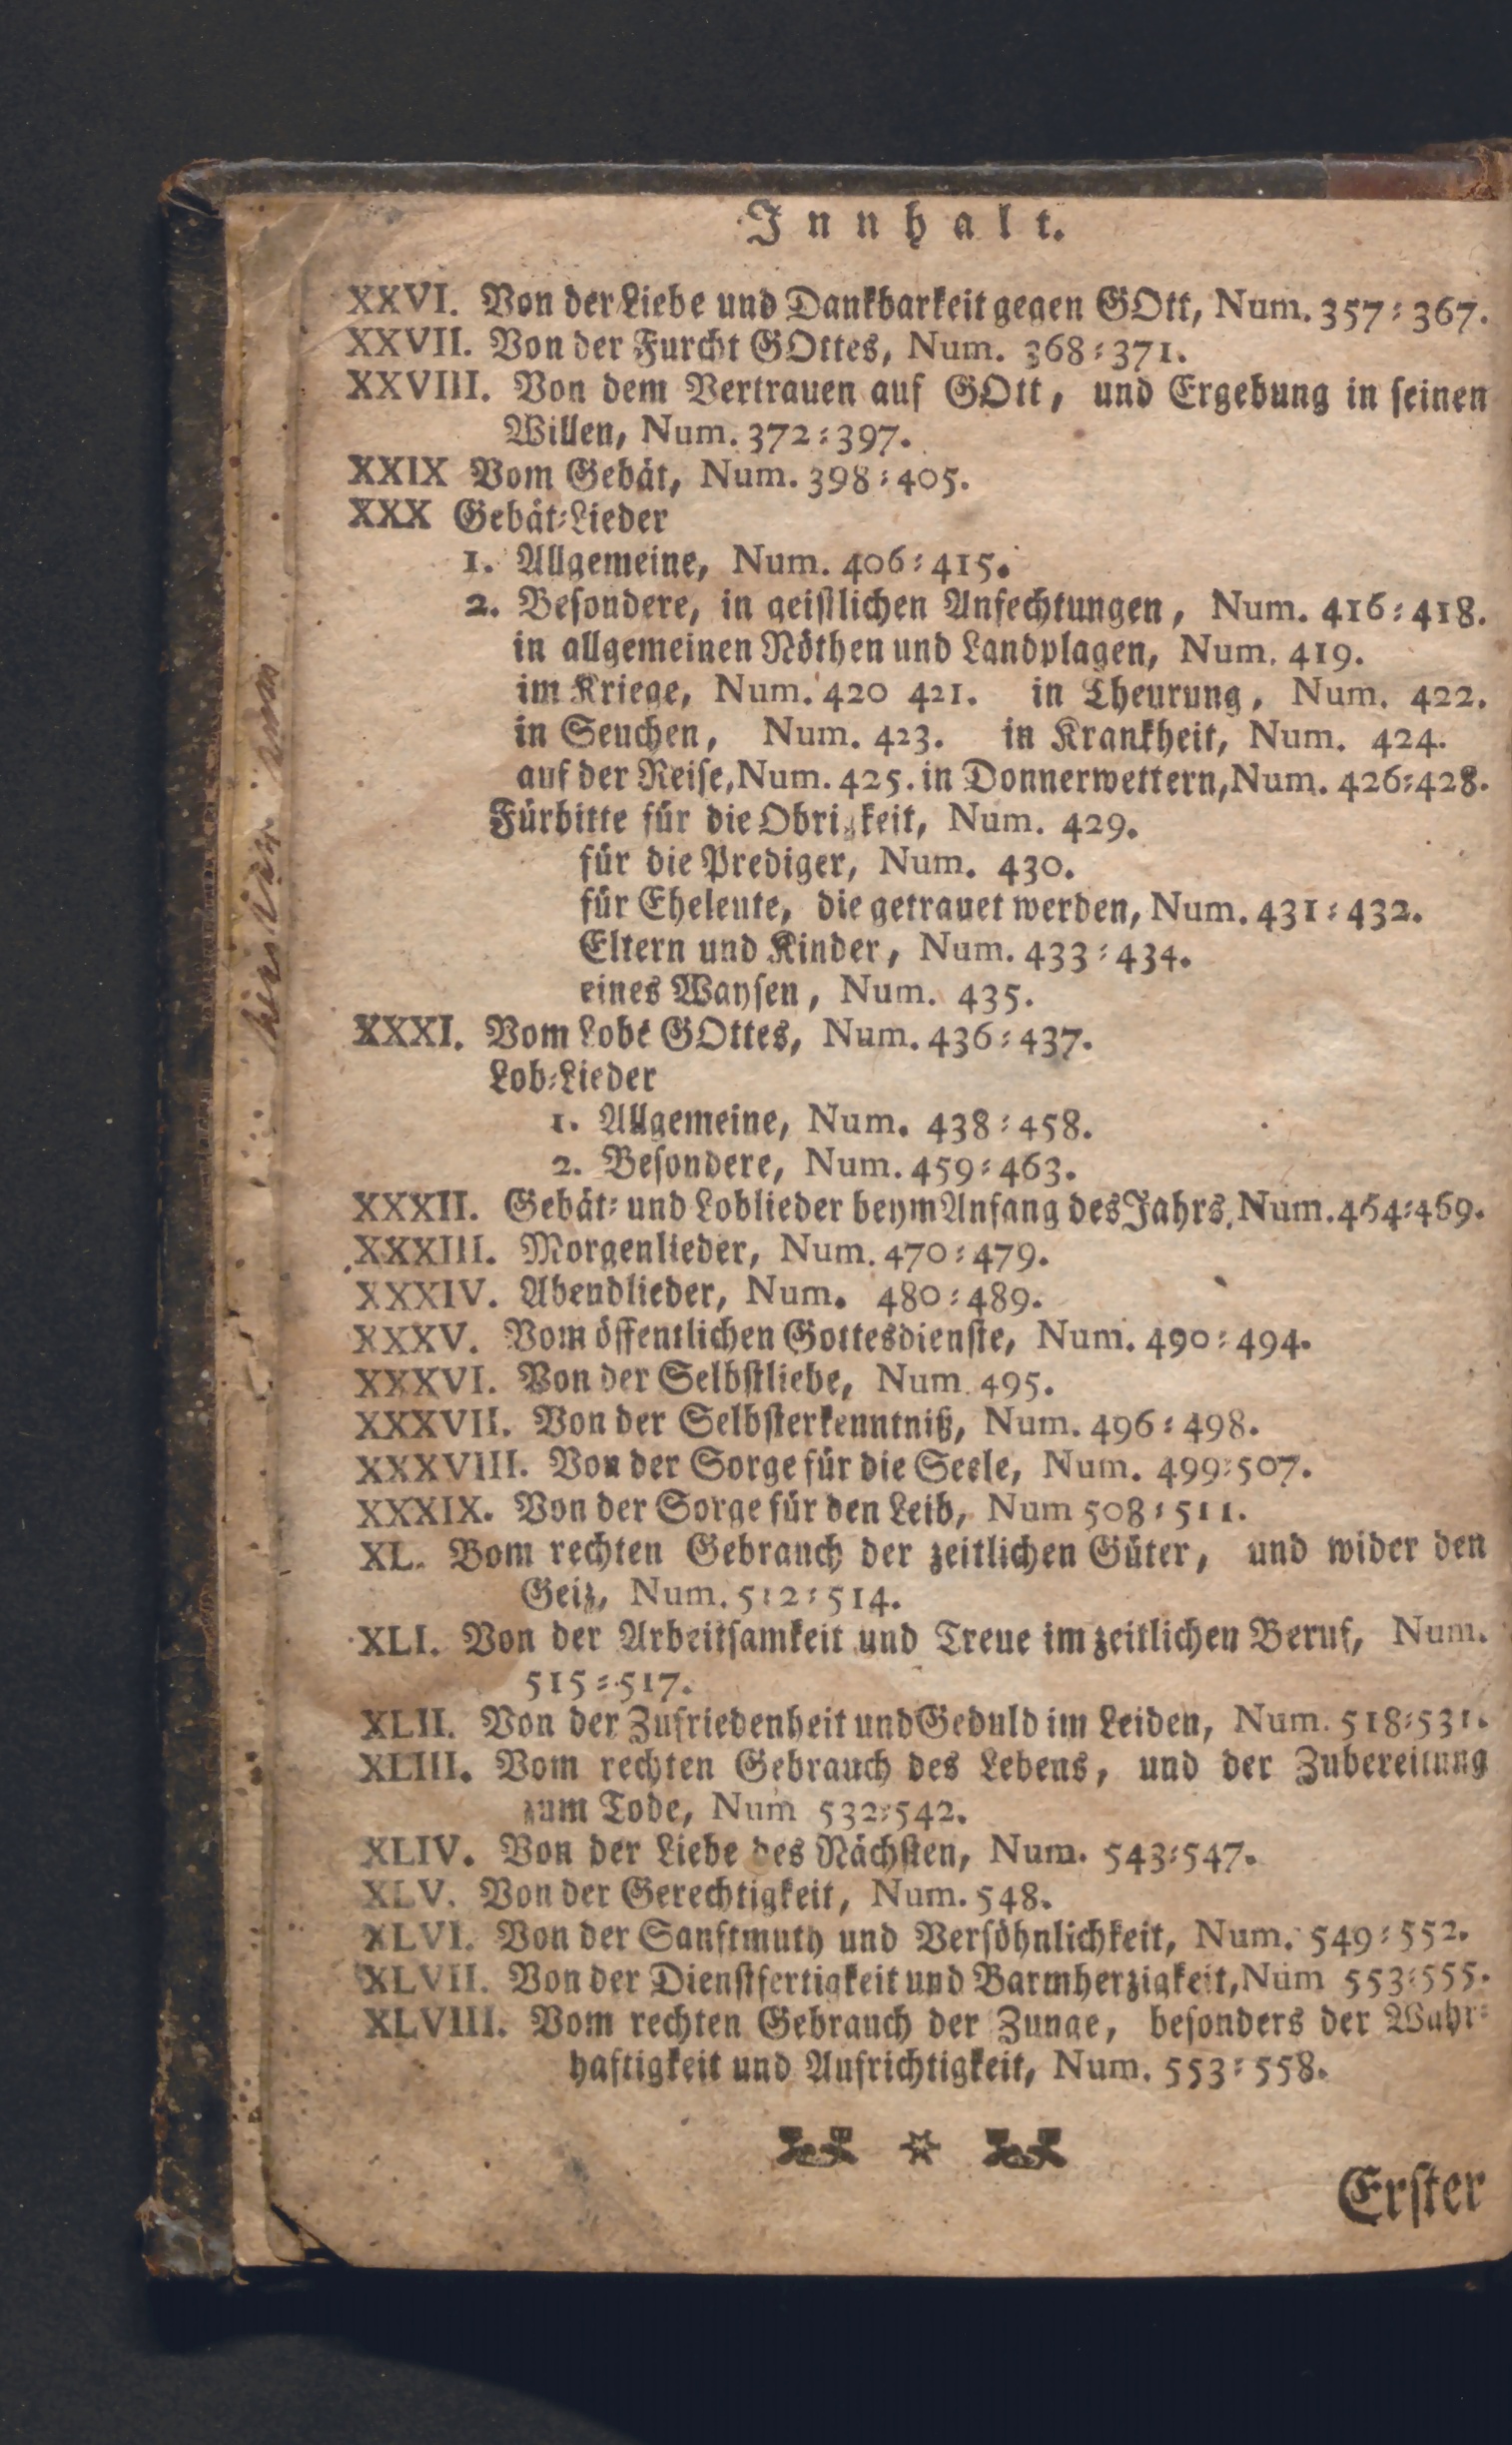 Innhalt.
XXVI. Von der Liebe und Dankbarkeit gegen GOtt, Num. 357⸗367.
XXVII. Von der Furcht GOttes, Num. 368⸗371.
XXVIII. Von dem Vertrauen auf GOtt, und Ergebung in seinen
Willen, Num. 372⸗397.
XXIX Vom Gebät, Num. 398⸗405.
XXX Gebät⸗Lieder
1. Allgemeine, Num. 406⸗415.
2. Besondere, in geistlichen Anfechtungen, Num. 416⸗418.
in allgemeinen Nöthen und Landplagen, Num. 419.
im Kriege, Num. 420 421. in Theurung, Num. 422.
in Seuchen, Num. 423. in Krankheit, Num. 424.
auf der Reise, Num. 425. in Donnerwettern, Num. 426⸗428.
Fürbitte für die Obrigkeit, Num. 429.
für die Prediger, Num. 430.
für Eheleute, die getrauet werden, Num. 431⸗432.
Eltern und Kinder, Num. 433⸗434.
eines Waysen, Num. 435.
XXXI. Vom Lobe GOttes, Num. 436⸗437.
Lob⸗Lieder
1. Allgemeine, Num. 438⸗458.
2. Besondere, Num. 459⸗463.
XXXII. Gebät⸗ und Loblieder beym Anfang des Jahrs, Num. 464⸗469.
XXXIII. Morgenlieder, Num. 470⸗479.
XXXIV. Abendlieder, Num. 480⸗489.
XXXV. Vom öffentlichen Gottesdienste, Num. 490⸗494.
XXXVI. Von der Selbstliebe, Num. 495.
XXXVII. Von der Selbsterkenntniß, Num. 496⸗498.
XXXVIII. Von der Sorge für die Seele, Num. 499⸗507.
XXXIX. Von der Sorge für den Leib, Num 508⸗511.
XL. Vom rechten Gebrauch der zeitlichen Güter, und wider den
Geiz, Num. 512⸗514.
XLI. Von der Arbeitsamkeit und Treue im zeitlichen Beruf, Num.
515⸗517.
XLII. Von der Zufriedenheit und Geduld im Leiden, Num. 518⸗531.
XLIII. Vom rechten Gebrauch des Lebens, und der Zubereitung
zum Tode, Num 532⸗542.
XLIV. Von der Liebe des Nächsten, Num. 543⸗547.
XLV. Von der Gerechtigkeit, Num. 548.
XLVI. Von der Sanftmuth und Versöhnlichkeit, Num. 549⸗552.
XLVII. Von der Dienstfertigkeit und Barmherzigkeit, Num 553⸗555.
XLVIII. Vom rechten Gebrauch der Zunge, besonders der Wahr⸗
haftigkeit und Aufrichtigkeit, Num. 553⸗558.
Erster